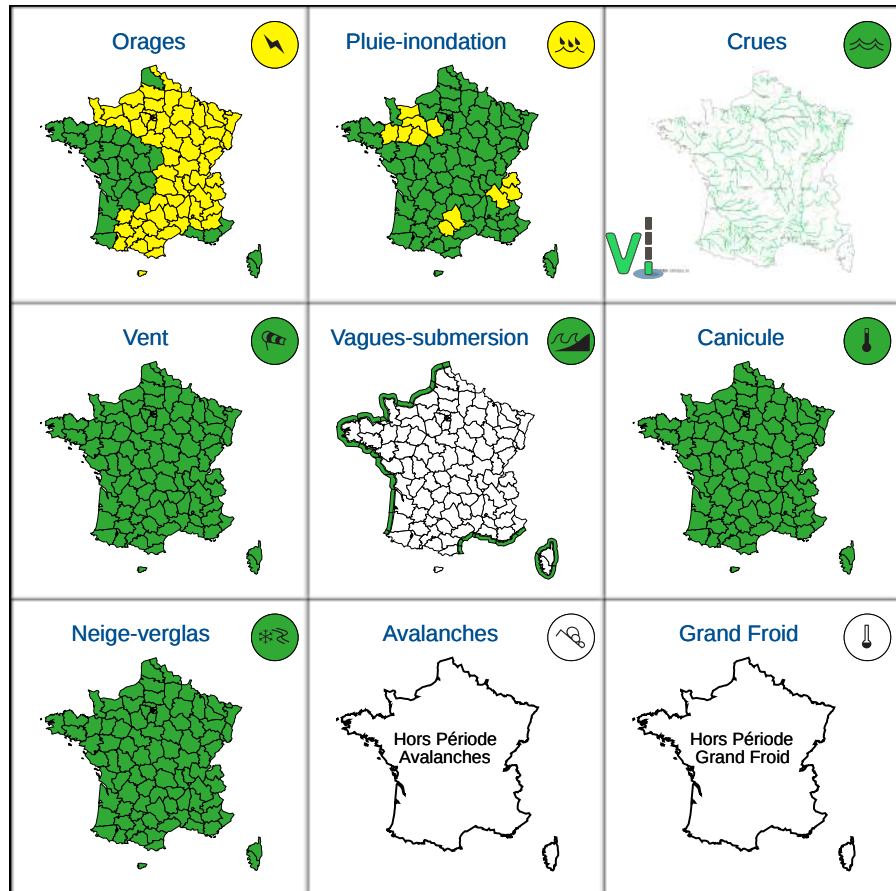 Orages
Pluie-inondation
Crues
Vi
Vent
Vagues-submersion
Canicule
Neige-verglas
Avalanches
Grand Froid
Hors Période
Avalanches
Hors Période
Grand Froid